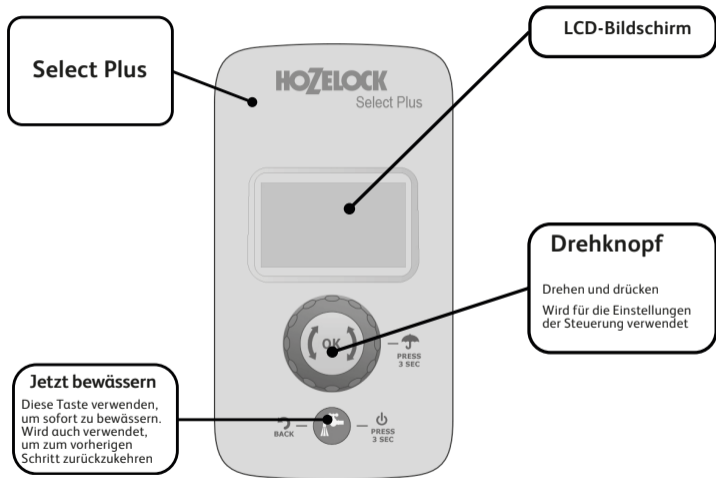 Select Plus
LCD-Bildschirm
HOZELOCK
Select Plus
Drehknopf
Drehen und drücken
Wird für die Einstellungen
der Steuerung verwendet
OK
PRESS
3 SEC
Jetzt bewässern
Diese Taste verwenden,
um sofort zu bewässern.
Wird auch verwendet,
um zum vorherigen
Schritt zurückzukehren
BACK
PRESS
3 SEC